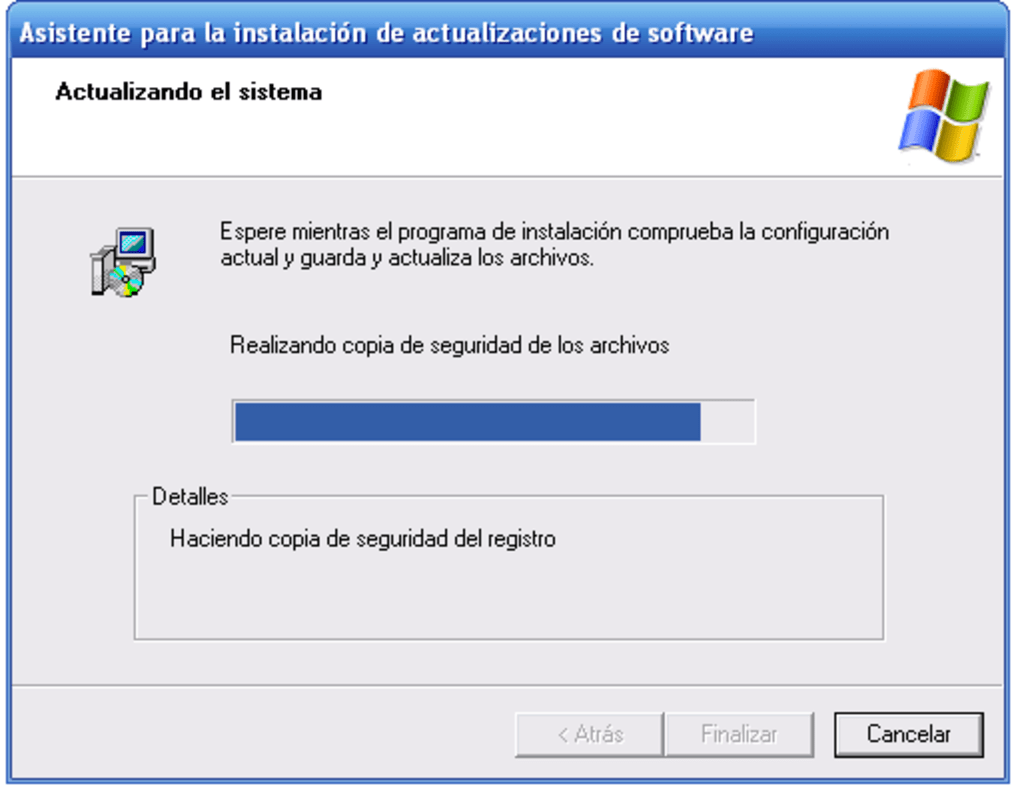 Asistente para la instalación de actualizaciones de software
Actualizando el sistema
Espere mientras el programa de instalación comprueba la configuración
actual y guarda y actualiza los archivos.
Realizando copia de seguridad de los archivos
Detalles
Haciendo copia de seguridad del registro
< Atrás
Finalizar
Cancelar